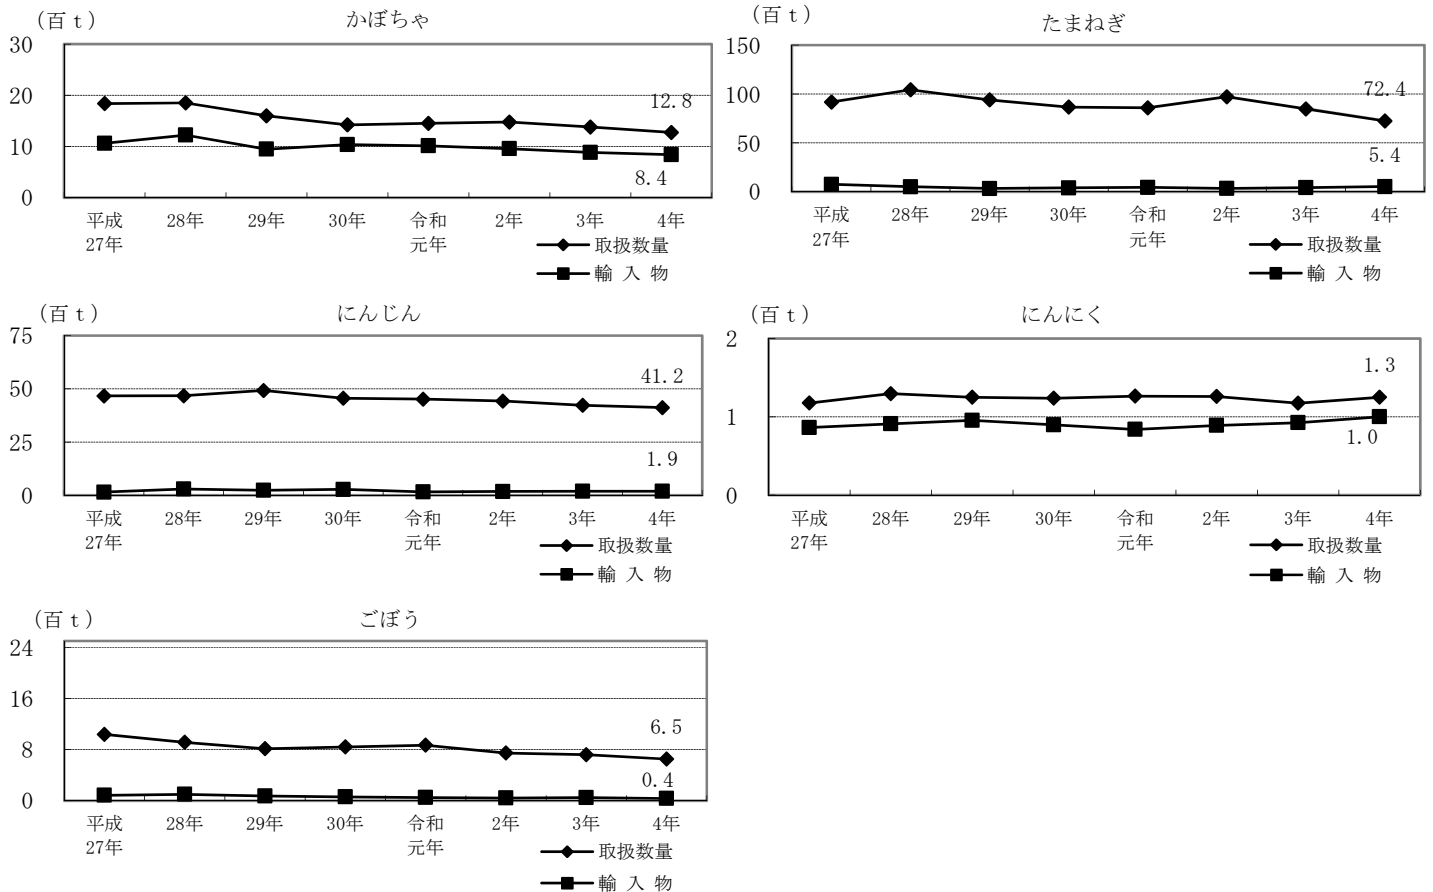 （百ｔ）
かぼちゃ
30
20
10
0
12.8
8.4
平成
27年
28年
29年
30年
令和
元年
2年
3年
4年
取扱数量
輸 入 物
（百ｔ）
たまねぎ
150
100
50
0
72.4
5.4
平成
27年
28年
29年
30年
令和
元年
2年
3年
4年
取扱数量
輸 入 物
（百ｔ）
にんじん
75
50
25
0
41.2
1.9
平成
27年
28年
29年
30年
令和
元年
2年
3年
4年
取扱数量
輸 入 物
（百ｔ）
にんにく
2
1
0
1.3
1.0
平成
27年
28年
29年
30年
令和
元年
2年
3年
4年
取扱数量
輸 入 物
（百ｔ）
ごぼう
24
16
8
0
6.5
0.4
平成
27年
28年
29年
30年
令和
元年
2年
3年
4年
取扱数量
輸 入 物